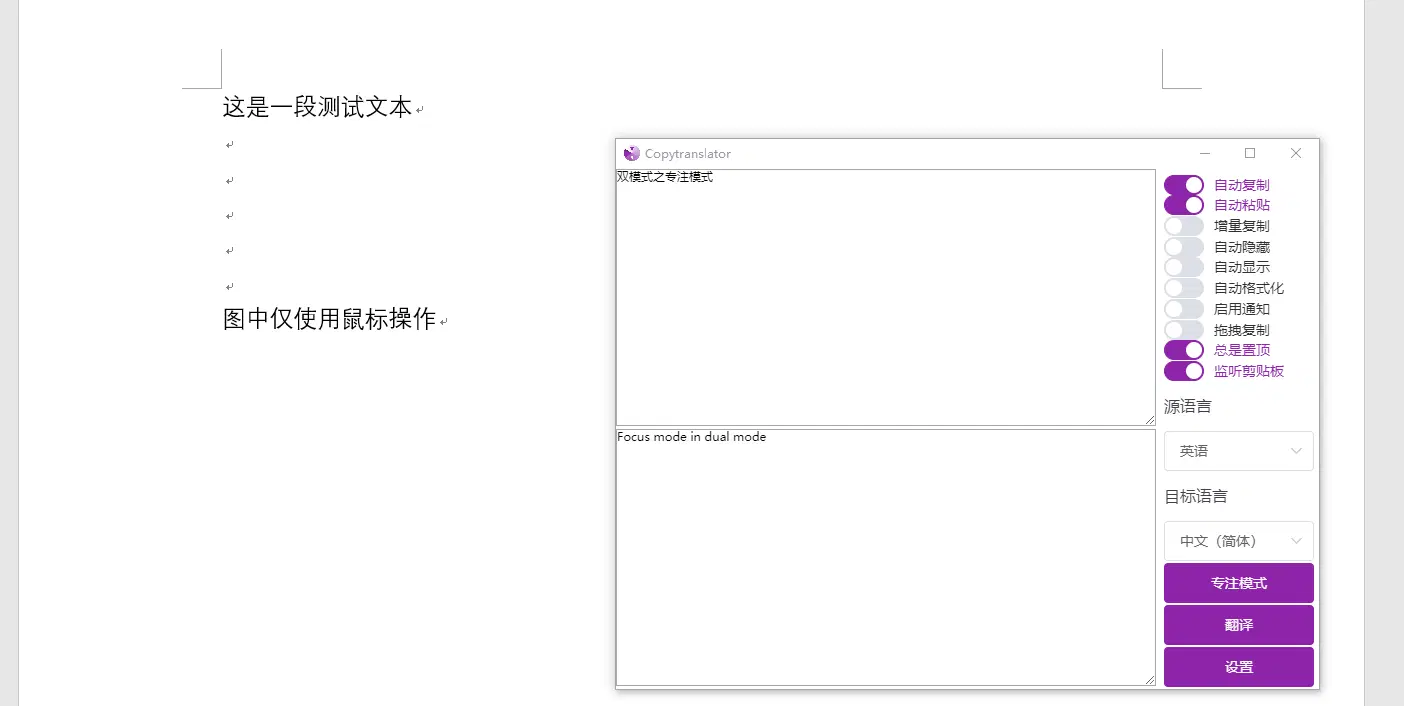 这是一段测试文本
图中仅使用鼠标操作
Copytranslator
双模式之专注模式
Focus mode in dual mode
自动复制
自动粘贴
增量复制
自动隐藏
自动显示
自动格式化
启用通知
拖拽复制
总是置顶
监听剪贴板
源语言
英语
目标语言
中文（简体）
专注模式
翻译
设置